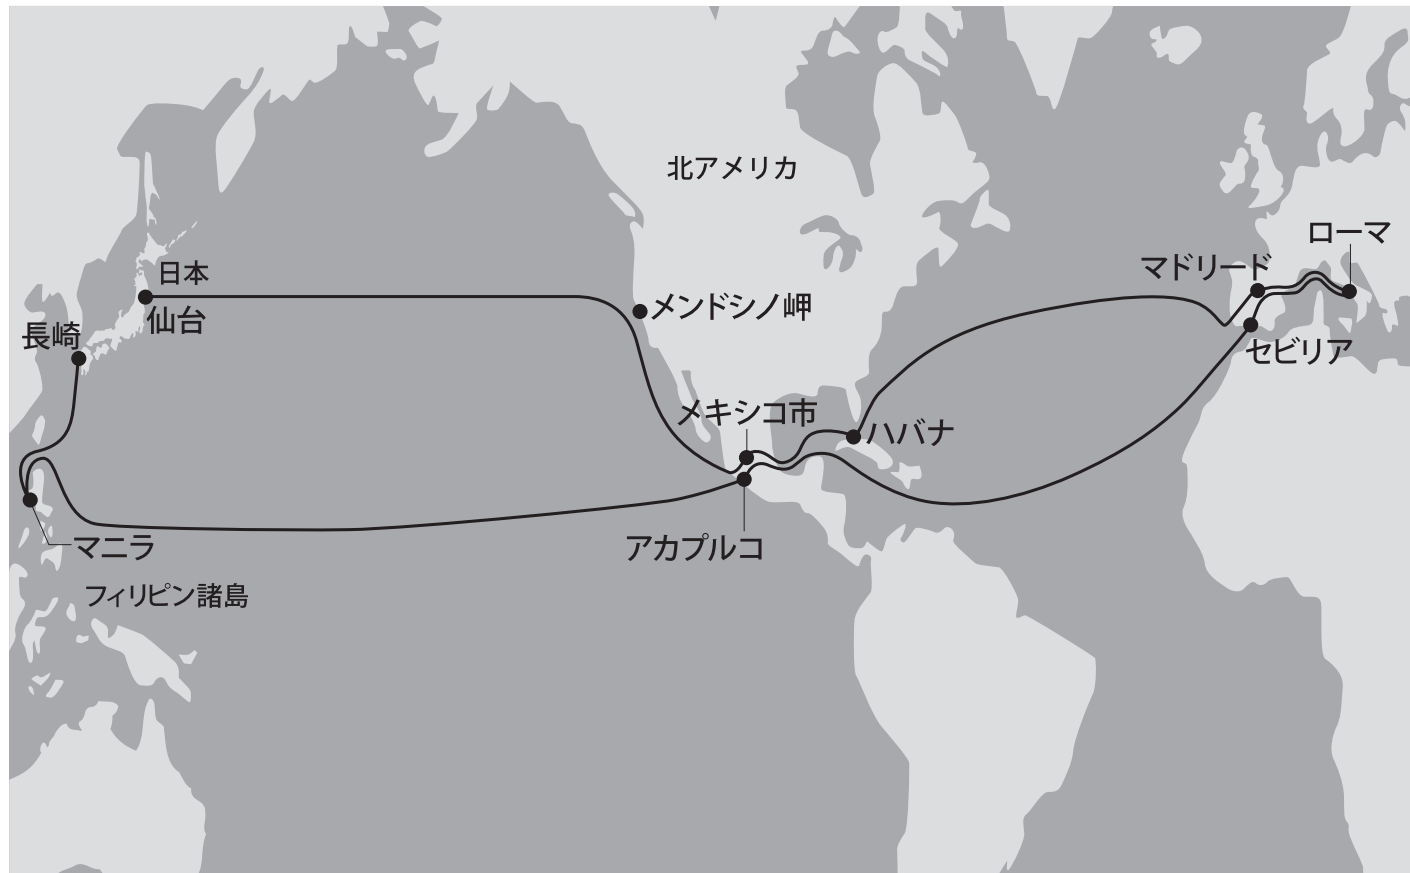 北アメリカ
ローマ
マドリード
日本
仙台
メンドシノ岬
長崎
セビリア
メキシコ市
ハバナ
マニラ
アカプルコ
フィリピン諸島